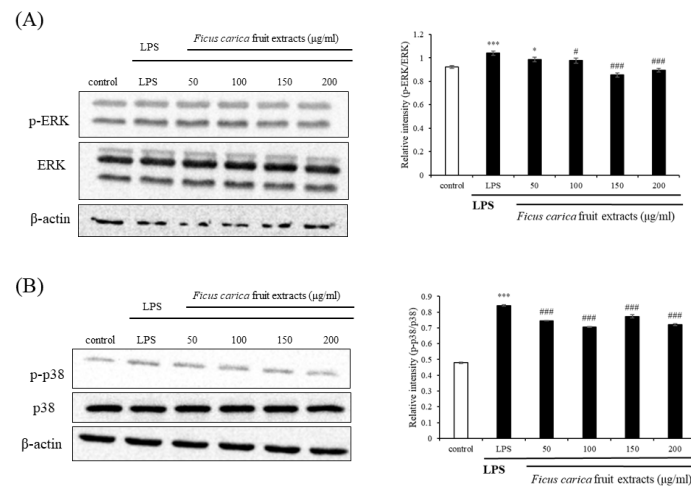 (A)
LPS
Ficus carica fruit extracts (μg/ml)
control LPS 50 100 150 200
p-ERK
ERK
β-actin
Relative intensity (p-ERK/ERK)
1.2
1
0.8
0.6
0.4
0.2
0
*** * # ### ###
control LPS 50 100 150 200
LPS
Ficus carica fruit extracts (μg/ml)
(B)
LPS
Ficus carica fruit extracts (μg/ml)
control LPS 50 100 150 200
p-p38
p38
β-actin
Relative intensity (p-p38/p38)
0.9
0.8
0.7
0.6
0.5
0.4
0.3
0.2
0.1
0
*** ### ### ### ###
control LPS 50 100 150 200
LPS
Ficus carica fruit extracts (μg/ml)